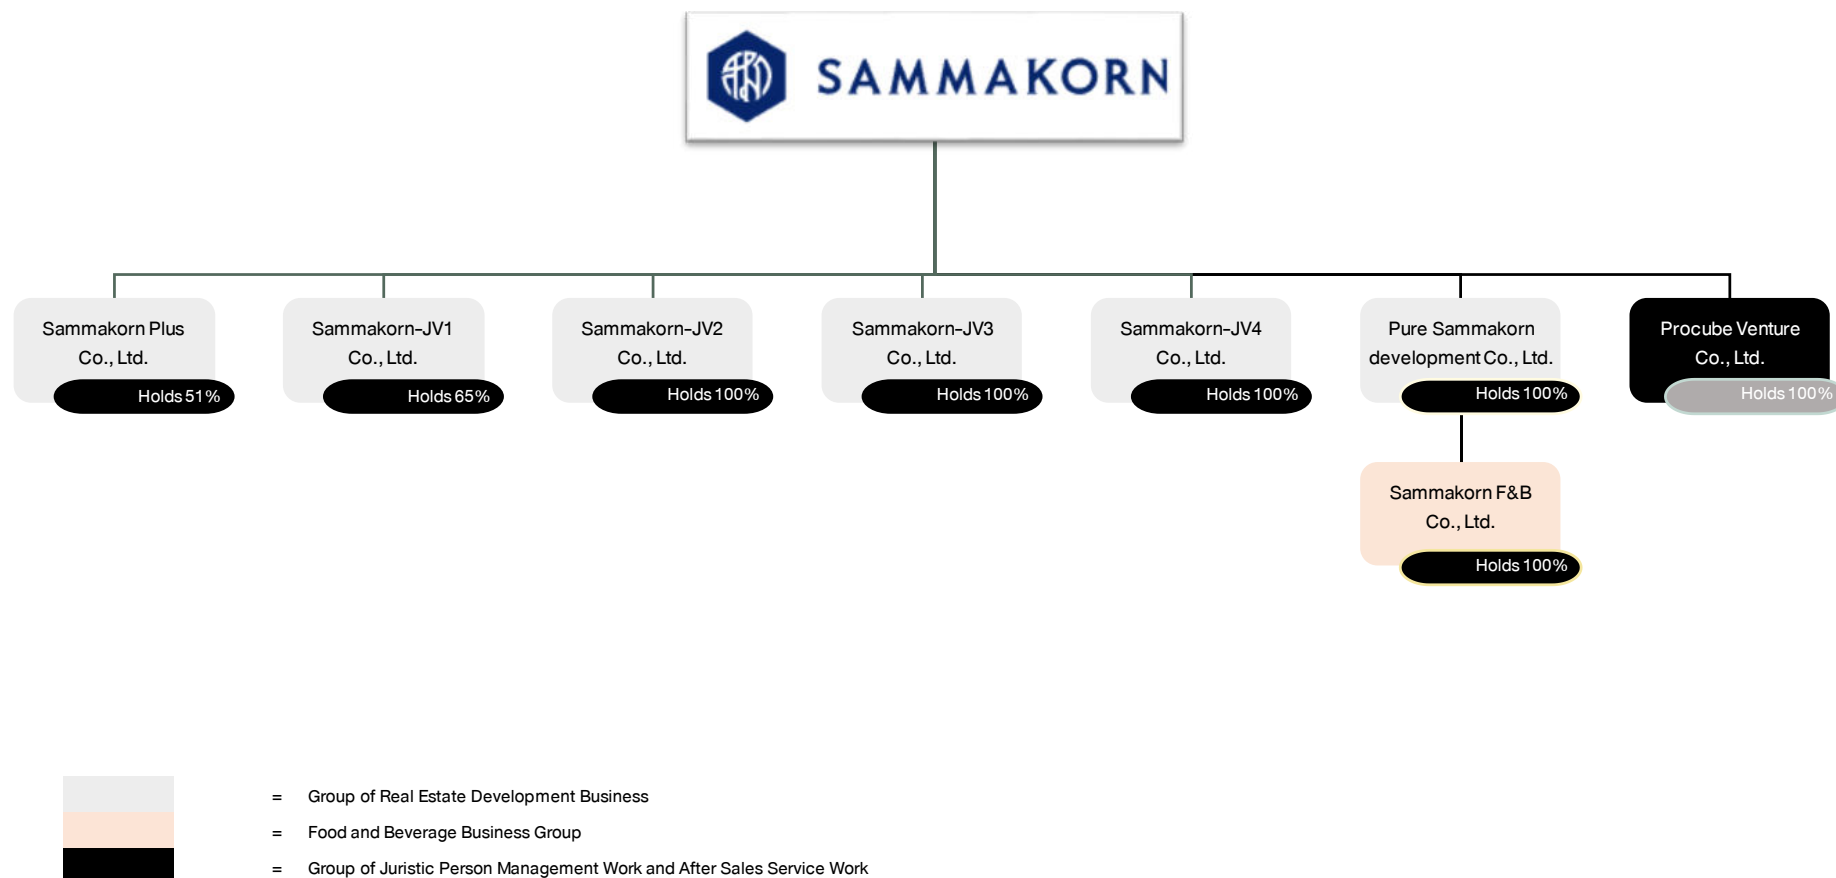 SAMMAKORN
Sammakorn Plus
Co., Ltd.
Holds 51%
Sammakorn-JV1
Co., Ltd.
Holds 65%
Sammakorn-JV2
Co., Ltd.
Holds 100%
Sammakorn-JV3
Co., Ltd.
Holds 100%
Sammakorn-JV4
Co., Ltd.
Holds 100%
Pure Sammakorn
development Co., Ltd.
Holds 100%
Procube Venture
Co., Ltd.
Holds 100%
Sammakorn F&B
Co., Ltd.
Holds 100%
= Group of Real Estate Development Business
= Food and Beverage Business Group
= Group of Juristic Person Management Work and After Sales Service Work